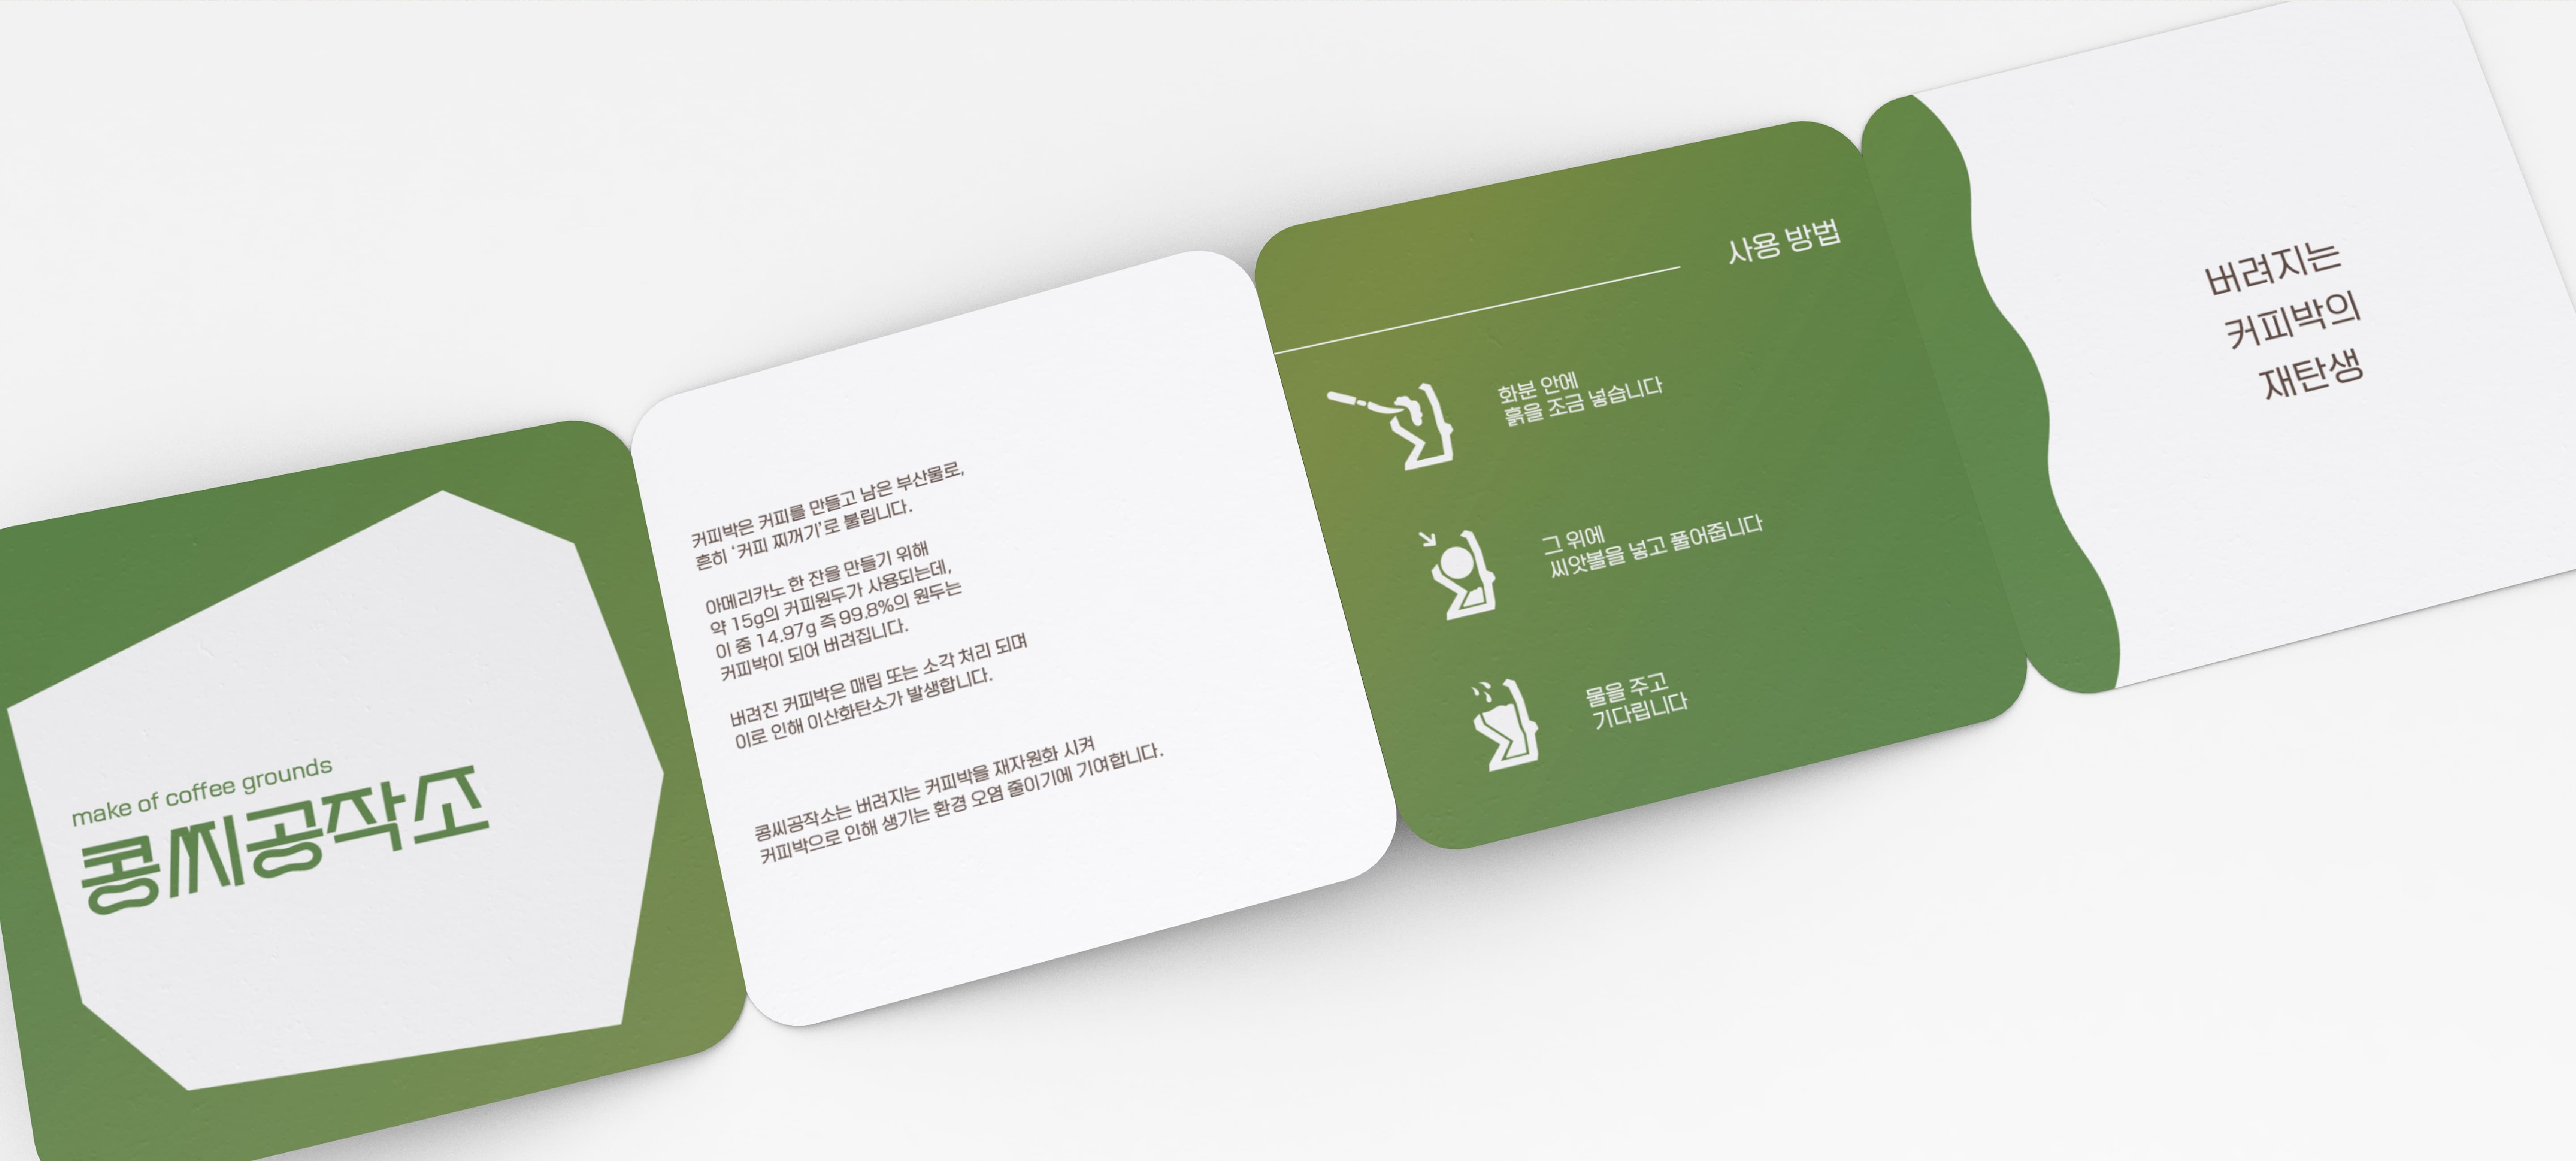 make of coffee grounds
콩씨공작소
커피박은 커피를 만들고 남은 부산물로,
흔히 ‘커피 찌꺼기’로 불립니다.
아메리카노 한 잔을 만들기 위해
약 15g의 커피원두가 사용되는데,
이 중 14.97g 즉 99.8%의 원두는
커피박이 되어 버려집니다.
버려진 커피박은 매립 또는 소각 처리 되며
이로 인해 이산화탄소가 발생합니다.
콩씨공작소는 버려지는 커피박을 재자원화 시켜
커피박으로 인해 생기는 환경 오염 줄이기에 기여합니다.
사용 방법
화분 안에
흙을 조금 넣습니다
그 위에
씨앗볼을 넣고 풀어줍니다
물을 주고
기다립니다
버려지는
커피박의
재탄생